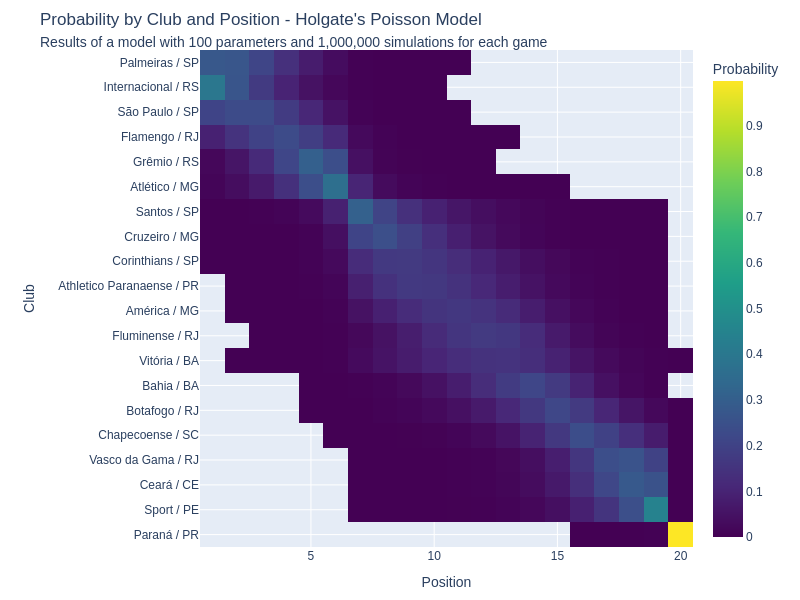 Probability by Club and Position - Holgate's Poisson Model
Results of a model with 100 parameters and 1,000,000 simulations for each game
Probability
Palmeiras / SP
Internacional / RS
São Paulo / SP
Flamengo / RJ
Grêmio / RS
Atlético / MG
Santos / SP
Cruzeiro / MG
Corinthians / SP
Athletico Paranaense / PR
América / MG
Fluminense / RJ
Vitória / BA
Bahia / BA
Botafogo / RJ
Chapecoense / SC
Vasco da Gama / RJ
Ceará / CE
Sport / PE
Paraná / PR
Club
5
10
15
20
Position
0.9
0.8
0.7
0.6
0.5
0.4
0.3
0.2
0.1
0